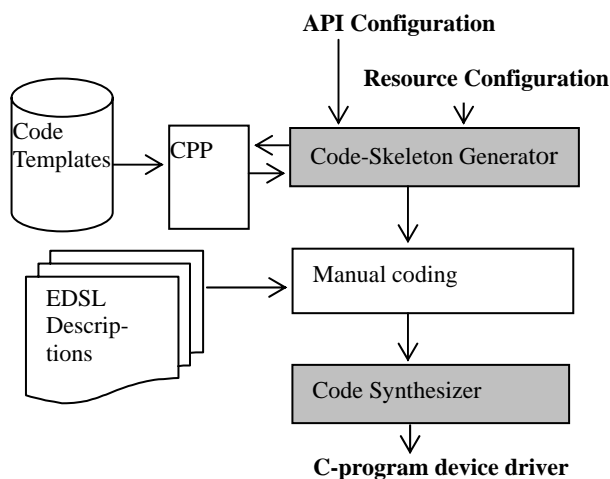 API Configuration
Resource Configuration
Code
Templates
CPP
Code-Skeleton Generator
Manual coding
EDSL
Descrip-
tions
Code Synthesizer
C-program device driver